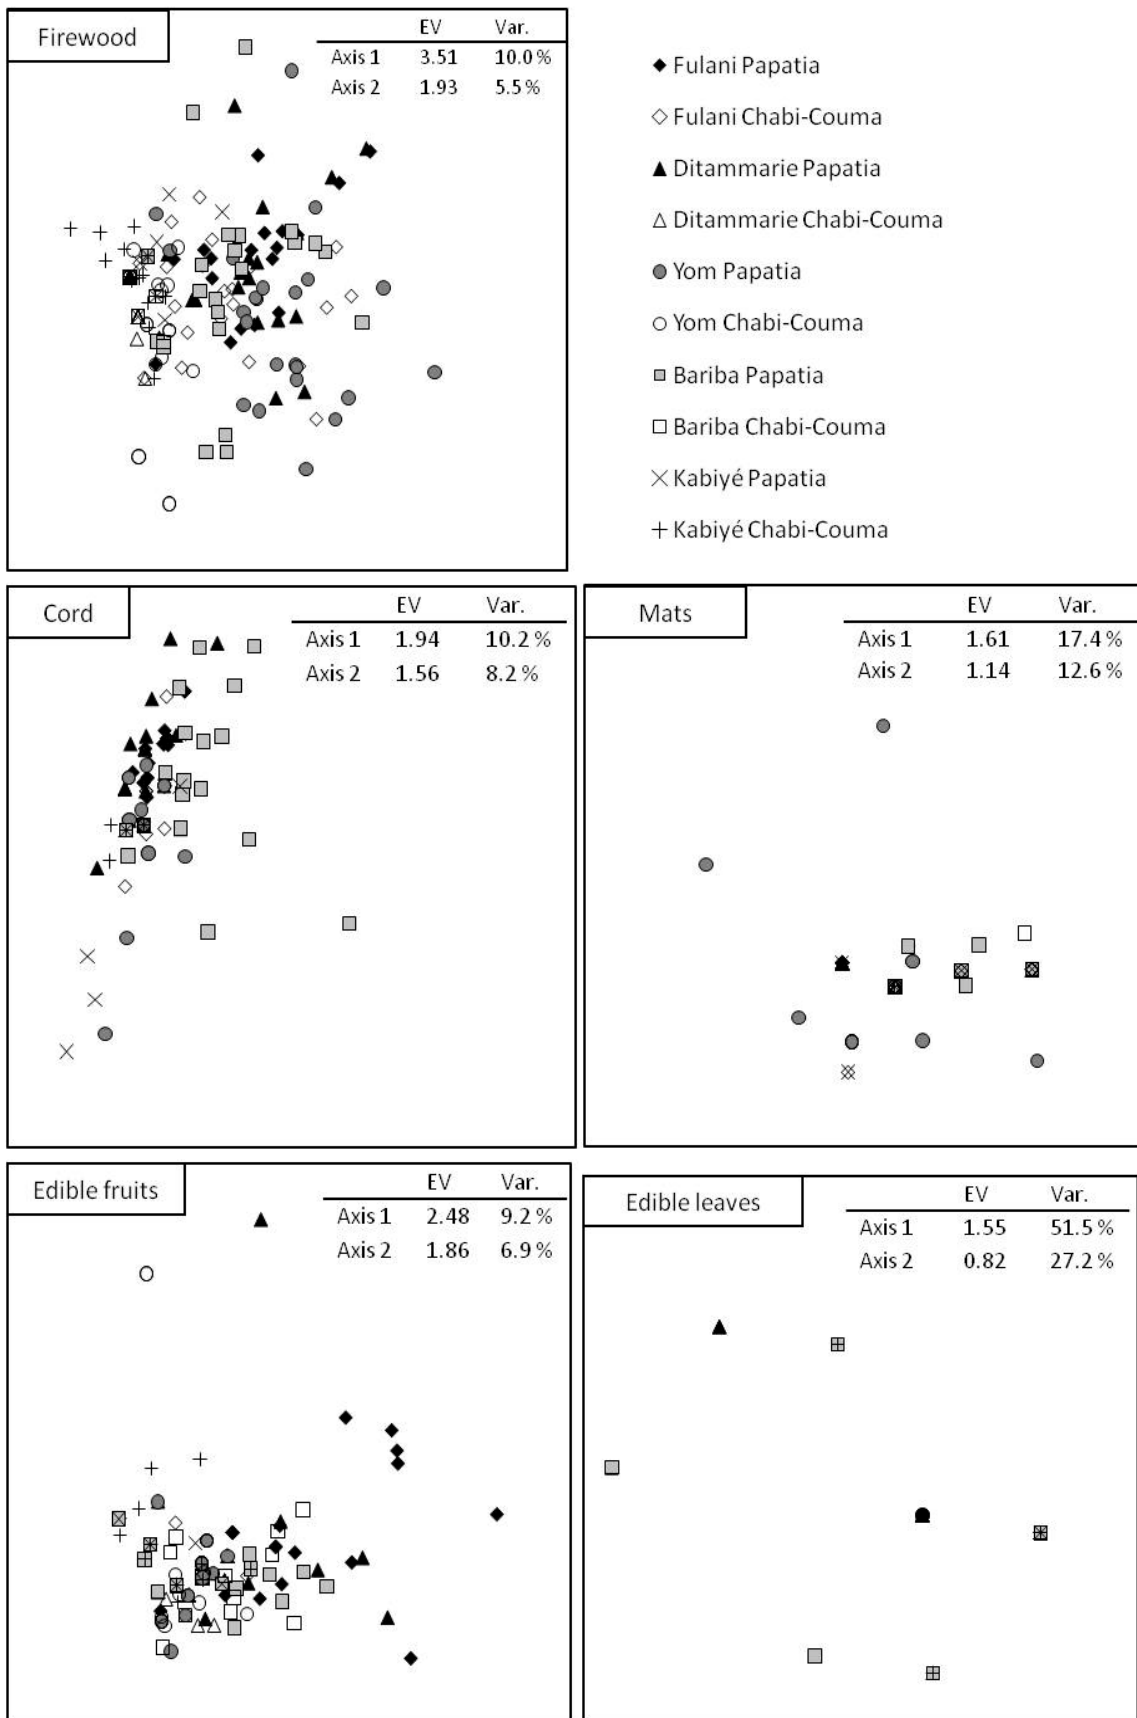 Firewood
EV Var.
Axis 1 3.51 10.0 %
Axis 2 1.93 5.5 %
Fulani Papatia
Fulani Chabi-Couma
Ditammarie Papatia
Ditammarie Chabi-Couma
Yom Papatia
Yom Chabi-Couma
Bariba Papatia
Bariba Chabi-Couma
Kabiyé Papatia
Kabiyé Chabi-Couma
Cord
EV Var.
Axis 1 1.94 10.2 %
Axis 2 1.56 8.2 %
Mats
EV Var.
Axis 1 1.61 17.4 %
Axis 2 1.14 12.6 %
Edible fruits
EV Var.
Axis 1 2.48 9.2 %
Axis 2 1.86 6.9 %
Edible leaves
EV Var.
Axis 1 1.55 51.5 %
Axis 2 0.82 27.2 %